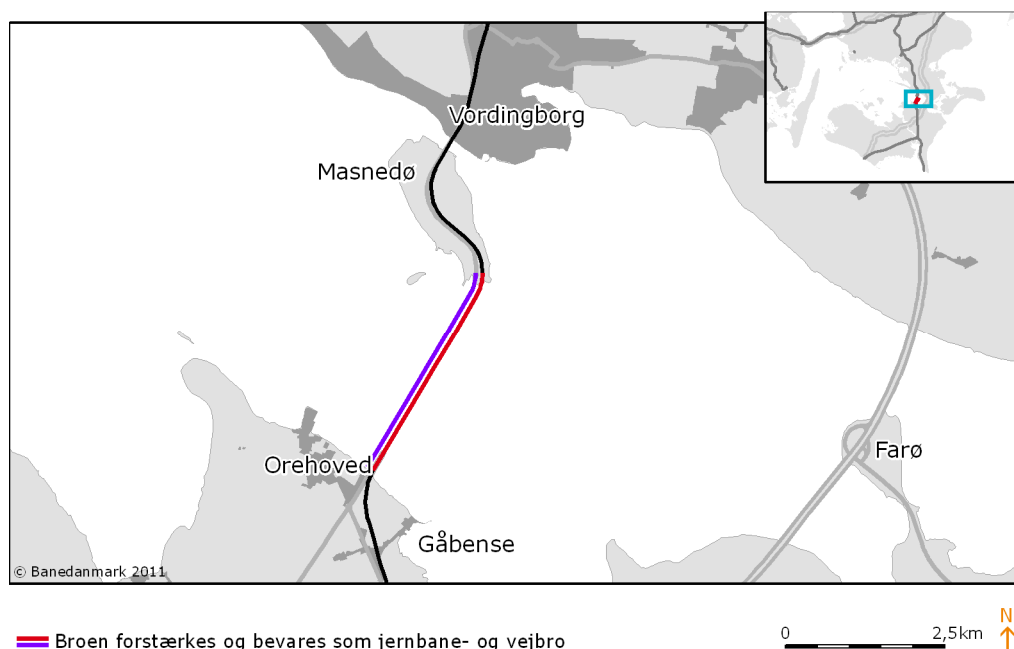 Vordingborg
Masnedø
Orehoved
Farø
Gåbense
© Banedanmark 2011
Broen forstærkes og bevares som jernbane- og vejbro
0 2,5km
N